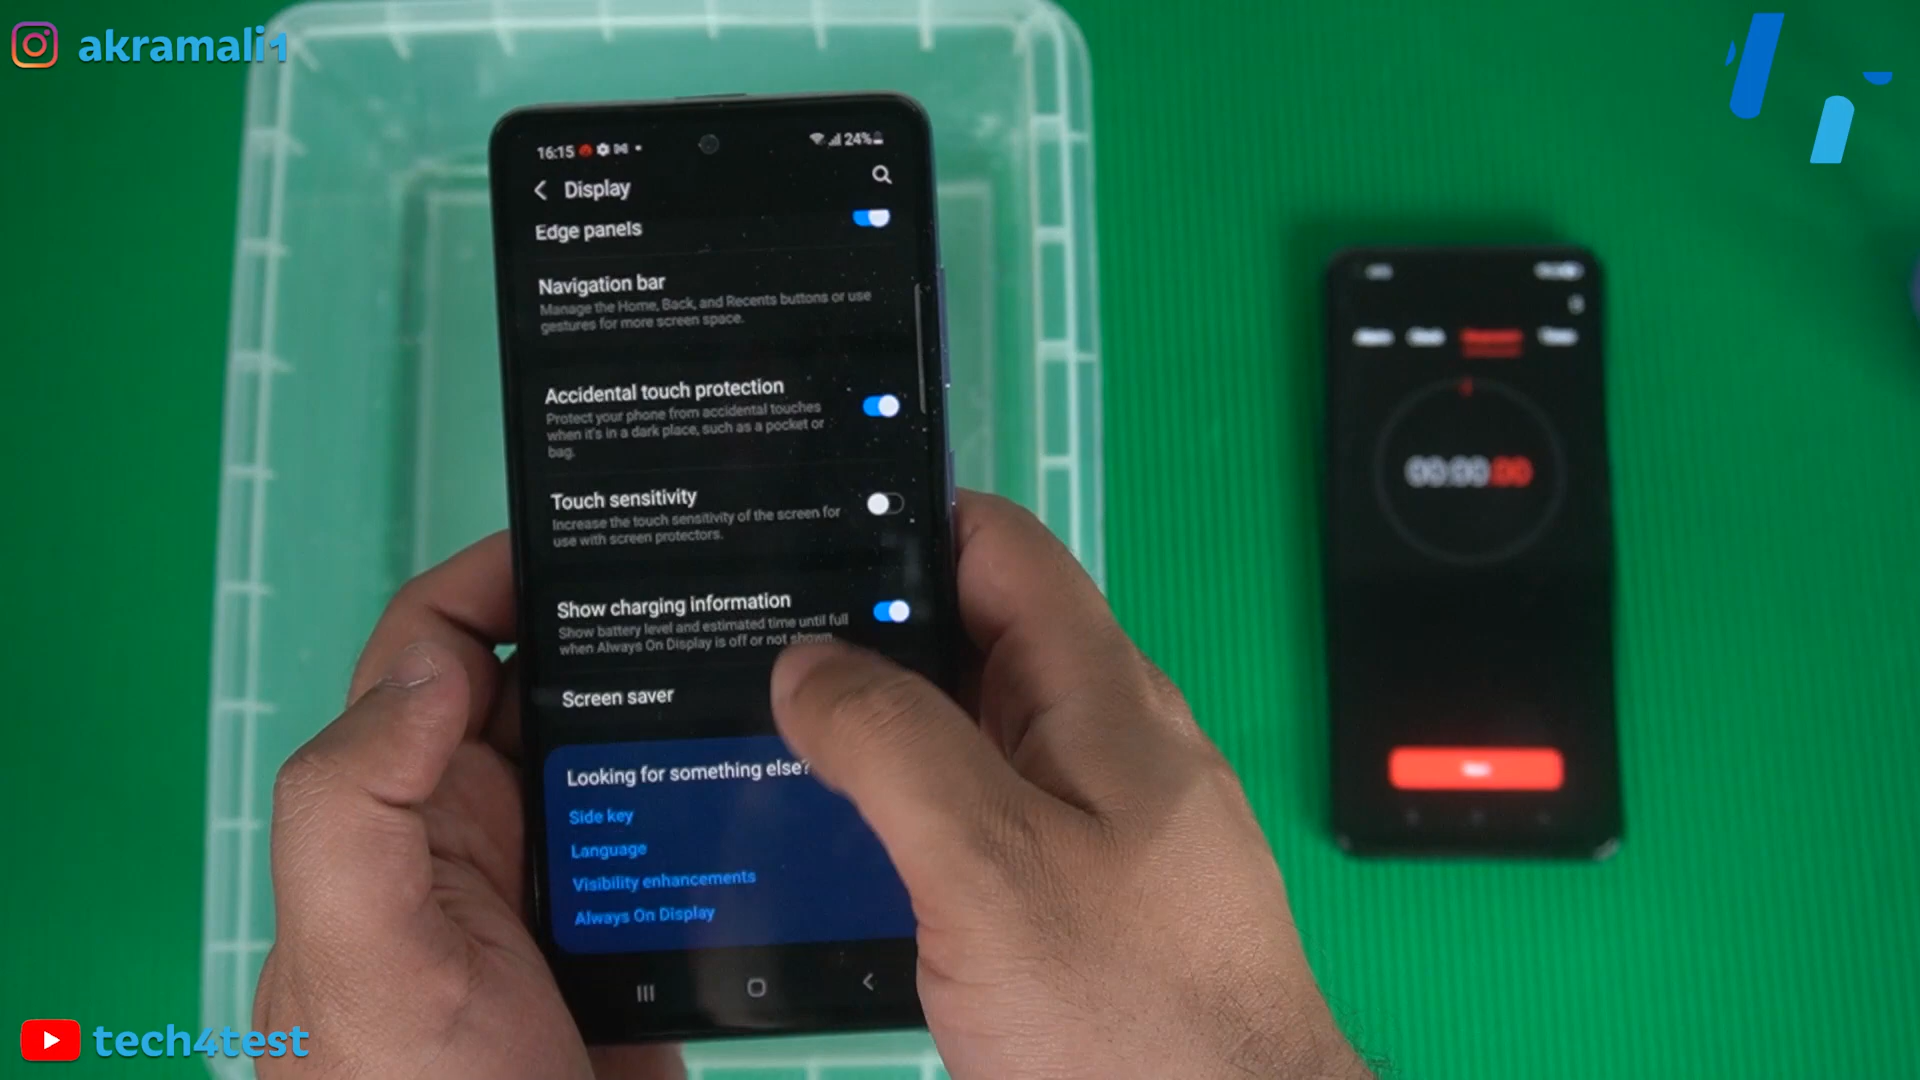 akramali1
16:15
24%
Display
Edge panels
Navigation bar
Manage the Home, Back, and Recents buttons or use
gestures for more screen space.
Accidental touch protection
Protect your phone from accidental touches
when it's in a dark place, such as a pocket or
bag.
Touch sensitivity
Increase the touch sensitivity of the screen for
use with screen protectors.
Show charging information
Show battery level and estimated time until full
when Always On Display is off or not shown.
Screen saver
Looking for something else?
Side key
Language
Visibility enhancements
Always On Display
00:00.00
tech4test